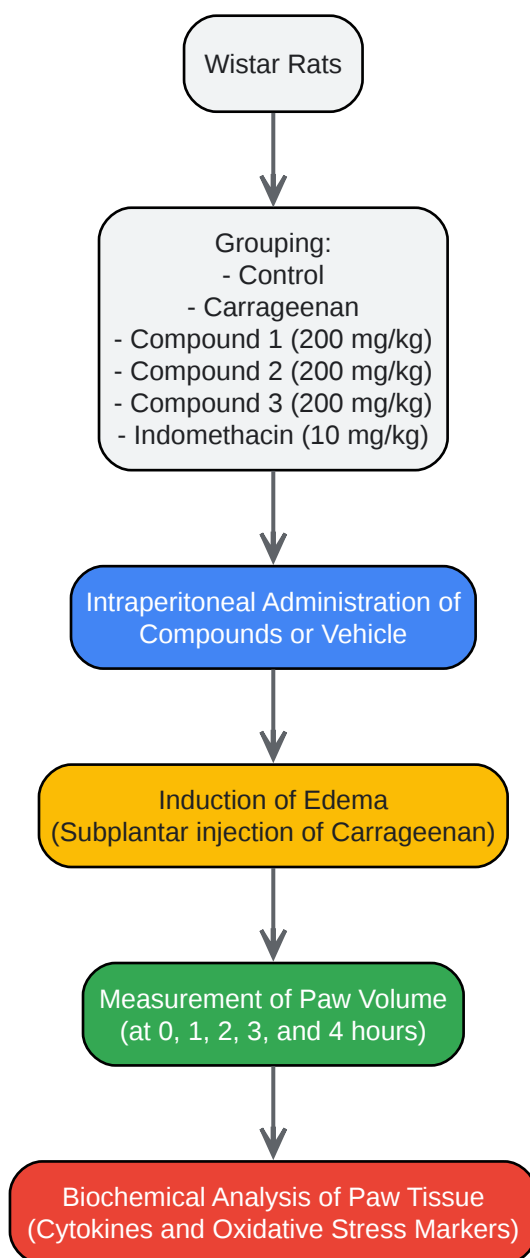 Wistar Rats
Grouping:
- Control
- Carrageenan
- Compound 1 (200 mg/kg)
- Compound 2 (200 mg/kg)
- Compound 3 (200 mg/kg)
- Indomethacin (10 mg/kg)
Intraperitoneal Administration of
Compounds or Vehicle
Induction of Edema
(Subplantar injection of Carrageenan)
Measurement of Paw Volume
(at 0, 1, 2, 3, and 4 hours)
Biochemical Analysis of Paw Tissue
(Cytokines and Oxidative Stress Markers)